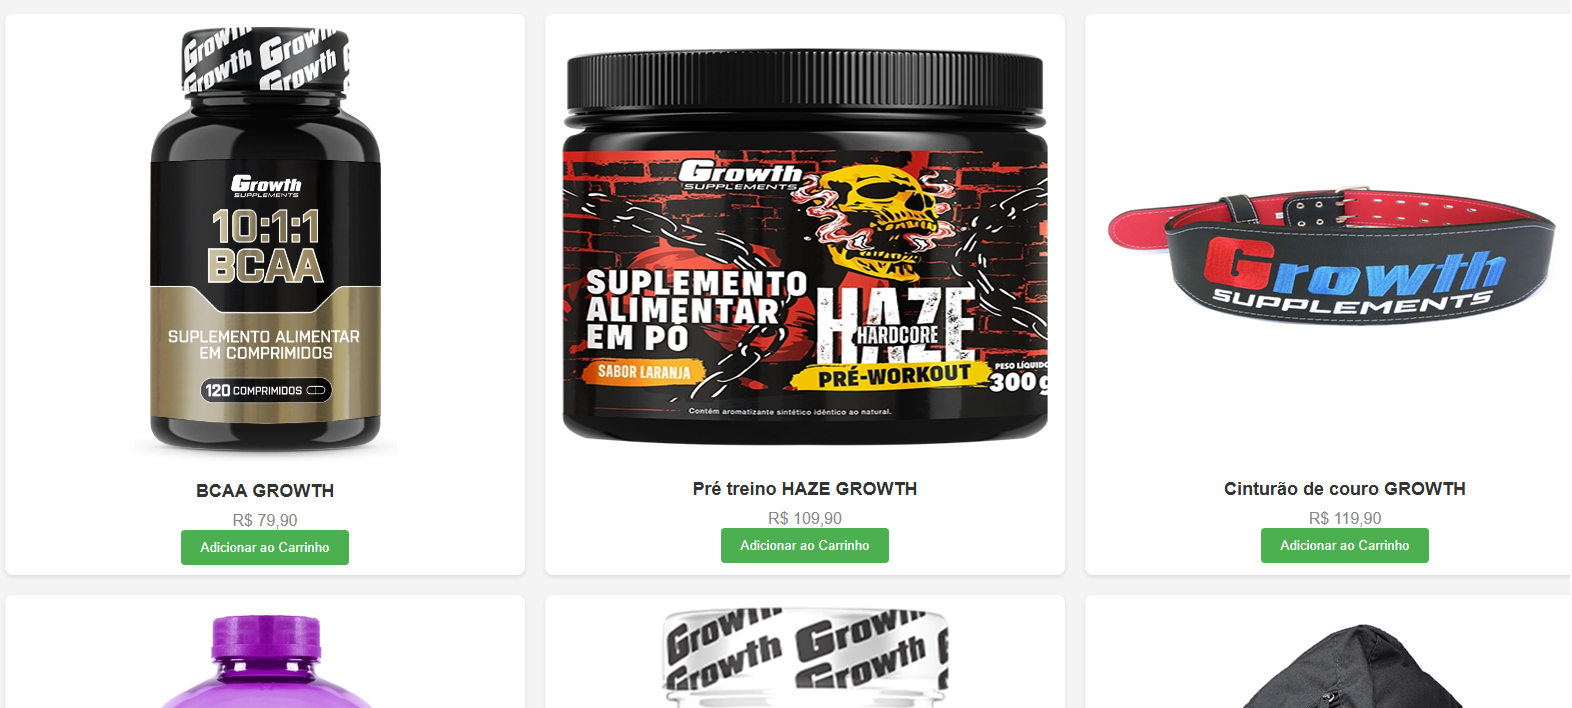 Growth Growth
Growth Growth
Growth
SUPPLEMENTS
10:1:1
BCAA
SUPLEMENTO ALIMENTAR
EM COMPRIMIDOS
120 COMPRIMIDOS
Growth
SUPPLEMENTS
SUPLEMENTO
ALIMENTAR
EM PÓ
SABOR LARANJA
HAZE
HARDCORE
PRÉ-WORKOUT
PESO LÍQUIDO
300g
Contém aromatizante sintético idêntico ao natural.
Growth
SUPPLEMENTS
BCAA GROWTH
R$ 79,90
Adicionar ao Carrinho
Pré treino HAZE GROWTH
R$ 109,90
Adicionar ao Carrinho
Cinturão de couro GROWTH
R$ 119,90
Adicionar ao Carrinho
Growth Growth
Growth Growth